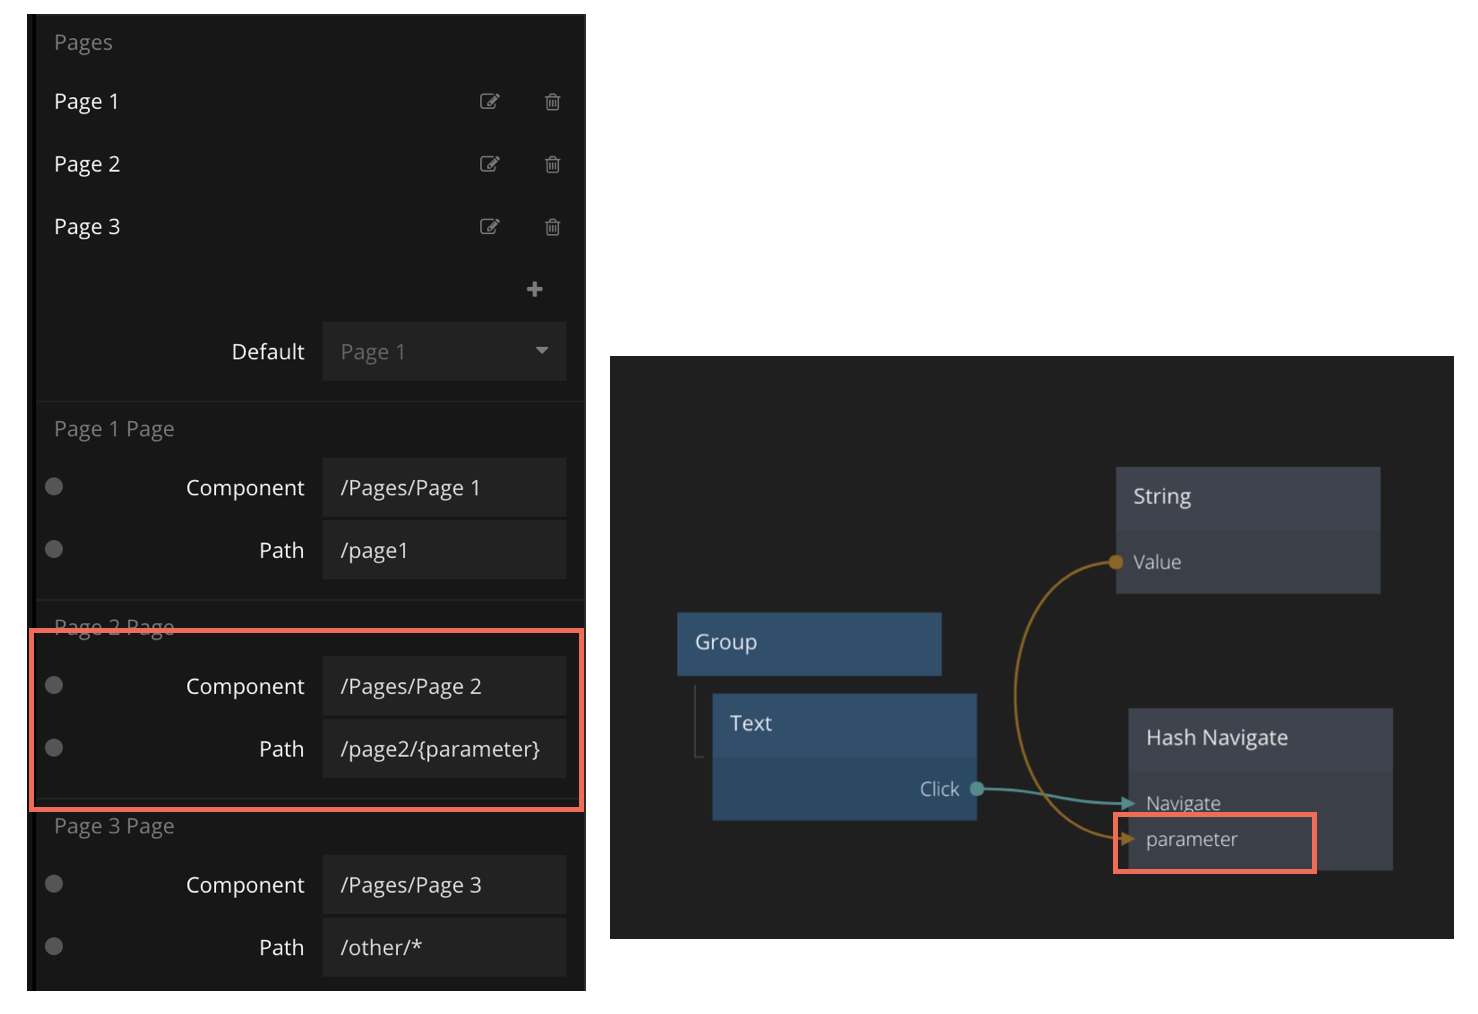 Pages
Page 1
Page 2
Page 3
Default Page 1
Page 1 Page
Component /Pages/Page 1
Path /page1
Page 2 Page
Component /Pages/Page 2
Path /page2/{parameter}
Page 3 Page
Component /Pages/Page 3
Path /other/*
String
Value
Group
Text
Click
Hash Navigate
Navigate
parameter